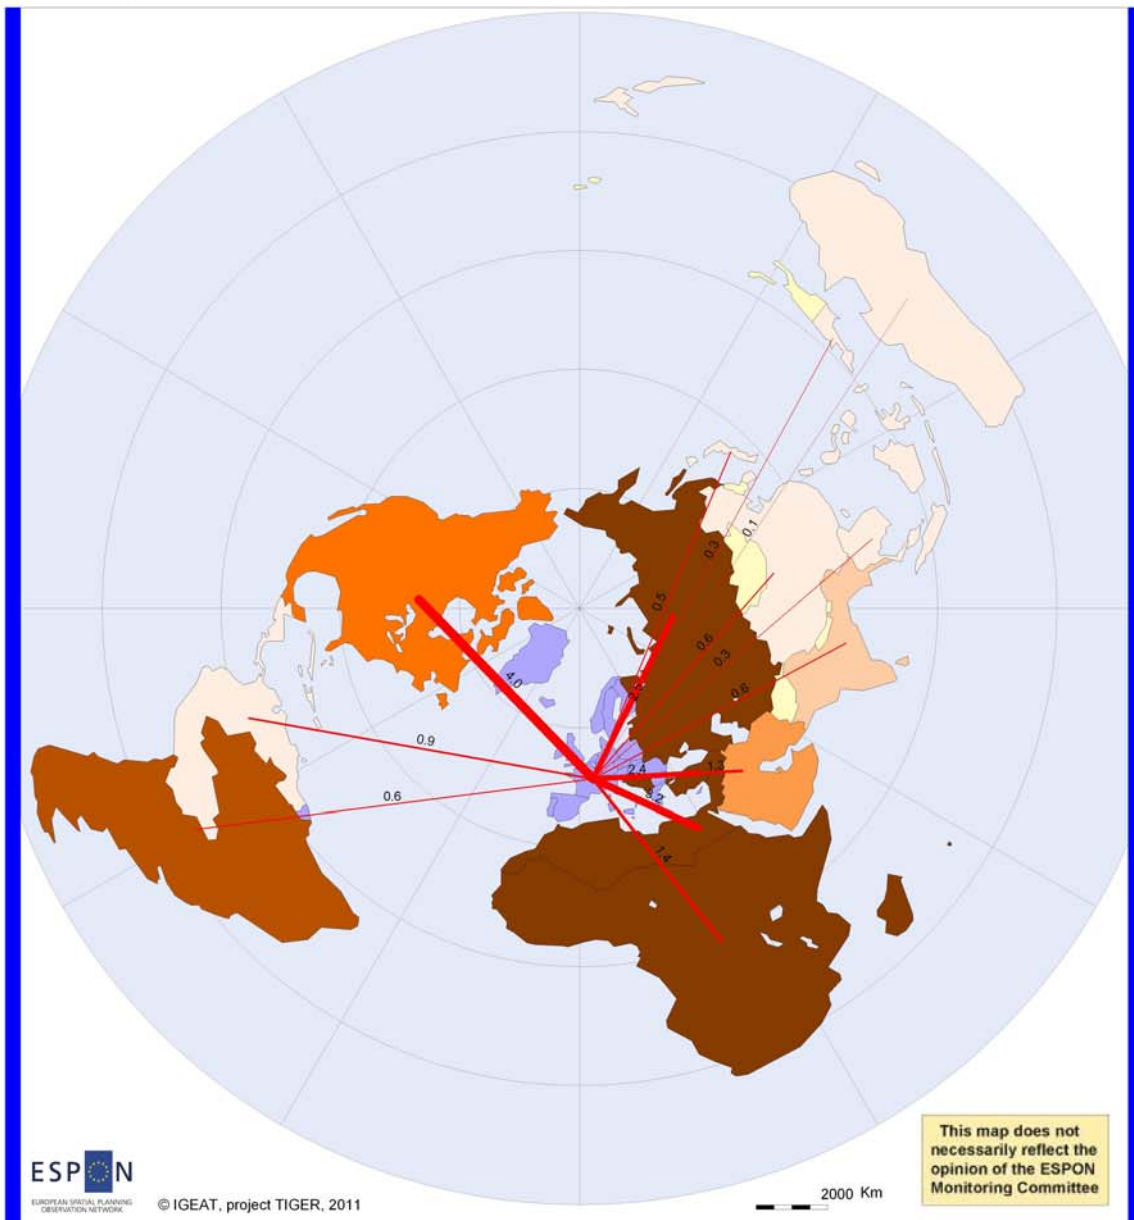 0.1
0.3
0.5
0.6
0.3
0.6
4.0
0.9
2.4
1.3
0.6
1.4
This map does not
necessarily reflect the
opinion of the ESPON
Monitoring Committee
ESPON
EUROPEAN SPATIAL PLANNING
OBSERVATION NETWORK
© IGEAT, project TIGER, 2011
2000 Km